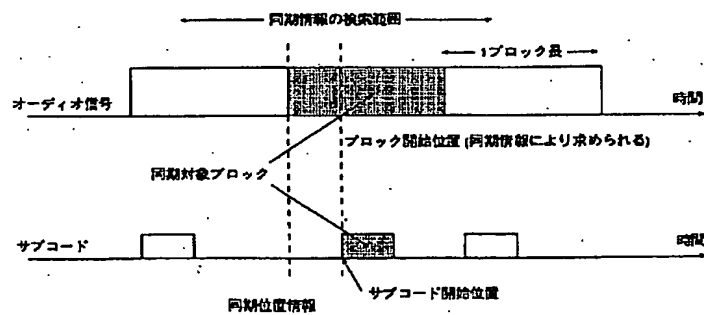 同期情報の検索範囲
1ブロック長
オーディオ信号
時間
ブロック開始位置 (同期情報により求められる)
同期対象ブロック
サブコード
時間
サブコード開始位置
同期位置情報